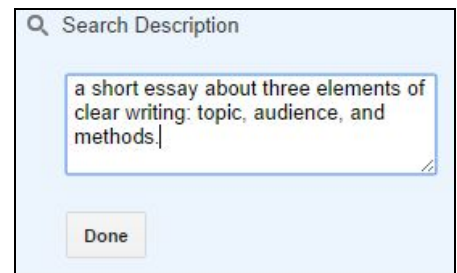 Search Description
a short essay about three elements of
clear writing: topic, audience, and
methods.
Done